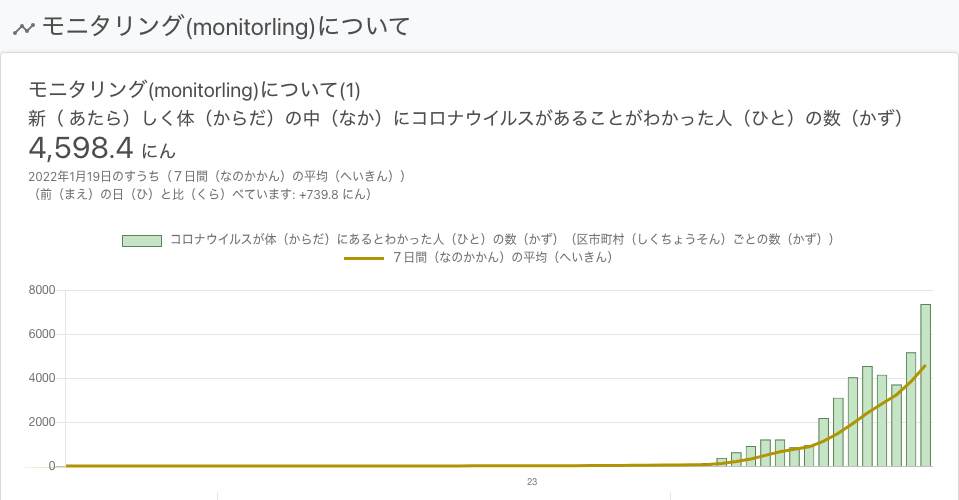 モニタリング(monitorling)について
モニタリング(monitorling)について(1)
新（ あたら）しく体（からだ）の中（なか）にコロナウイルスがあることがわかった人（ひと）の数（かず）
4,598.4 にん
2022年1月19日のすうち（７日間（なのかかん）の平均（へいきん））
（前（まえ）の日（ひ）と比（くら）べています: +739.8 にん）
コロナウイルスが体（からだ）にあるとわかった人（ひと）の数（かず）（区市町村（しくちょうそん）ごとの数（かず））
７日間（なのかかん）の平均（へいきん）
8000
6000
4000
2000
0
23